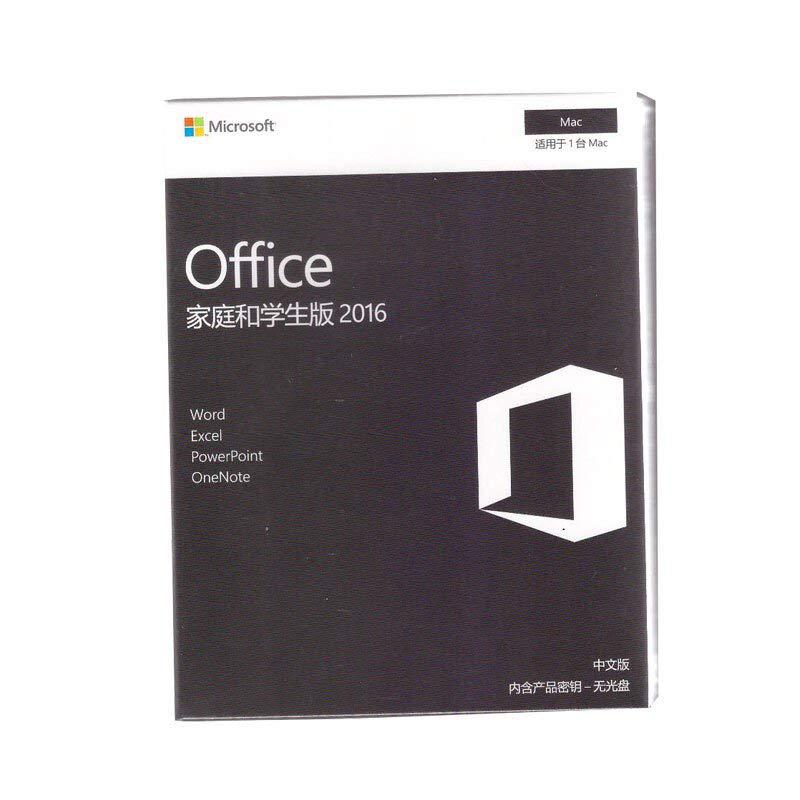 Microsoft
Mac
适用于 1 台 Mac
Office
家庭和学生版 2016
Word
Excel
PowerPoint
OneNote
中文版
内含产品密钥 – 无光盘